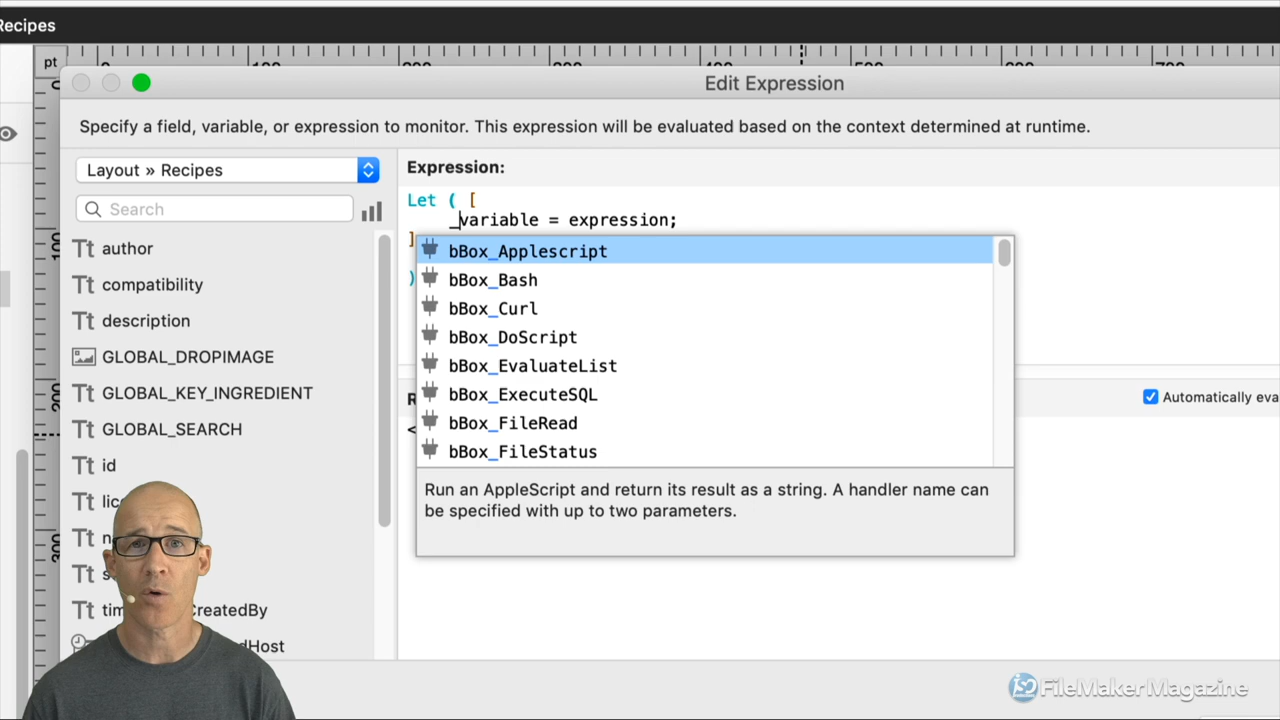 Recipes
pt
Edit Expression
Specify a field, variable, or expression to monitor. This expression will be evaluated based on the context determined at runtime.
Layout » Recipes
Search
author
compatibility
description
GLOBAL_DROPIMAGE
GLOBAL_KEY_INGREDIENT
GLOBAL_SEARCH
id
Expression:
Let ( [
_variable = expression;
]
)
bBox_Applescript
bBox_Bash
bBox_Curl
bBox_DoScript
bBox_EvaluateList
bBox_ExecuteSQL
bBox_FileRead
bBox_FileStatus
Run an AppleScript and return its result as a string. A handler name can
be specified with up to two parameters.
Automatically eva
FileMakerMagazine